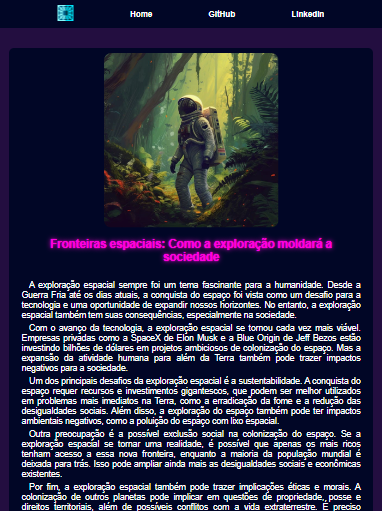 Home GitHub Linkedin
Fronteiras espaciais: Como a exploração moldará a
sociedade
A exploração espacial sempre foi um tema fascinante para a humanidade. Desde a
Guerra Fria até os dias atuais, a conquista do espaço foi vista como um desafio para a
tecnologia e uma oportunidade de expandir nossos horizontes. No entanto, a exploração
espacial também tem suas consequências, especialmente na sociedade.
Com o avanço da tecnologia, a exploração espacial se tornou cada vez mais viável.
Empresas privadas como a SpaceX de Elon Musk e a Blue Origin de Jeff Bezos estão
investindo bilhões de dólares em projetos ambiciosos de colonização do espaço. Mas a
expansão da atividade humana para além da Terra também pode trazer impactos
negativos para a sociedade.
Um dos principais desafios da exploração espacial é a sustentabilidade. A conquista do
espaço requer recursos e investimentos gigantescos, que podem ser melhor utilizados
em problemas mais imediatos na Terra, como a erradicação da fome e a redução das
desigualdades sociais. Além disso, a exploração do espaço também pode ter impactos
ambientais negativos, como a poluição do espaço com lixo espacial.
Outra preocupação é a possível exclusão social na colonização do espaço. Se a
exploração espacial se tornar uma realidade, é possível que apenas os mais ricos
tenham acesso a essa nova fronteira, enquanto a maioria da população mundial é
deixada para trás. Isso pode ampliar ainda mais as desigualdades sociais e econômicas
existentes.
Por fim, a exploração espacial também pode trazer implicações éticas e morais. A
colonização de outros planetas pode implicar em questões de propriedade, posse e
direitos territoriais, além de possíveis conflitos com a vida extraterrestre. É preciso